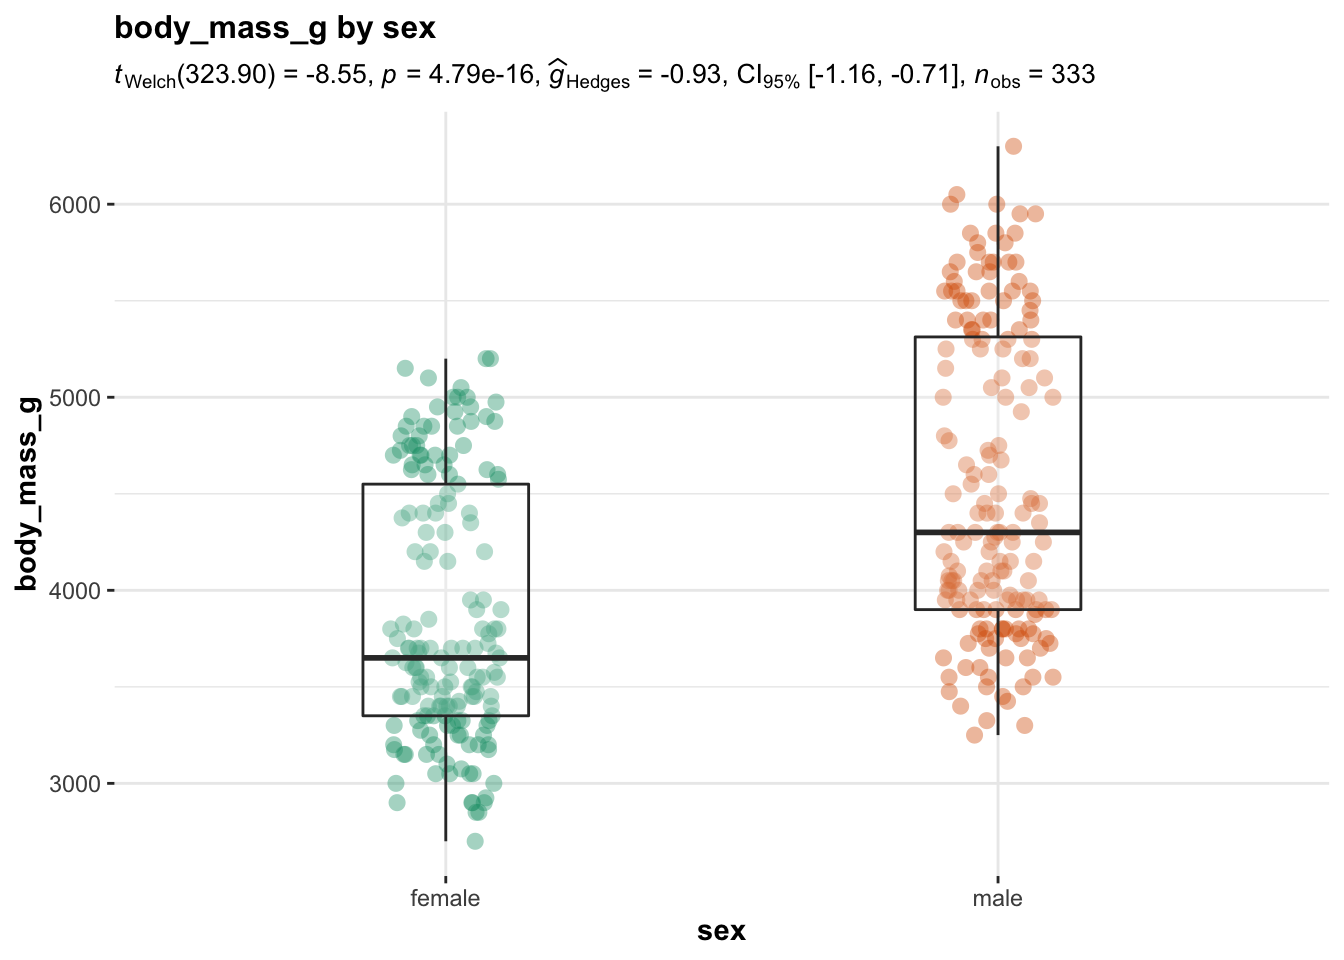 body_mass_g by sex
tWelch(323.90) = -8.55, p = 4.79e-16, ĝHedges = -0.93, CI95% [-1.16, -0.71], nobs = 333
6000
5000
4000
3000
body_mass_g
female male
sex